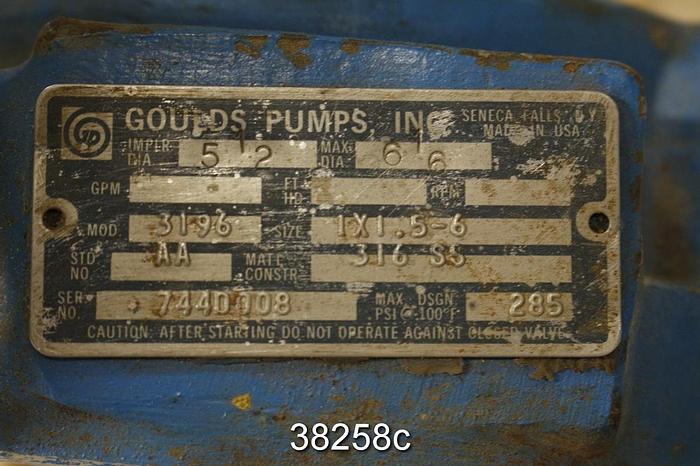 GOULDS PUMPS, INC. SENECA FALLS, N.Y.
MADE IN USA
IMPLR DIA 5 1/2 MAX DIA 6 1/6
GPM FT HD RPM
MOD. 3196 SIZE 1X1.5-6
STD NO. AA MAT'L CONSTR 316 SS
SER. NO. 744D008 MAX DSGN PSI @ 100°F 285
CAUTION: AFTER STARTING DO NOT OPERATE AGAINST CLOSED VALVE
38258c